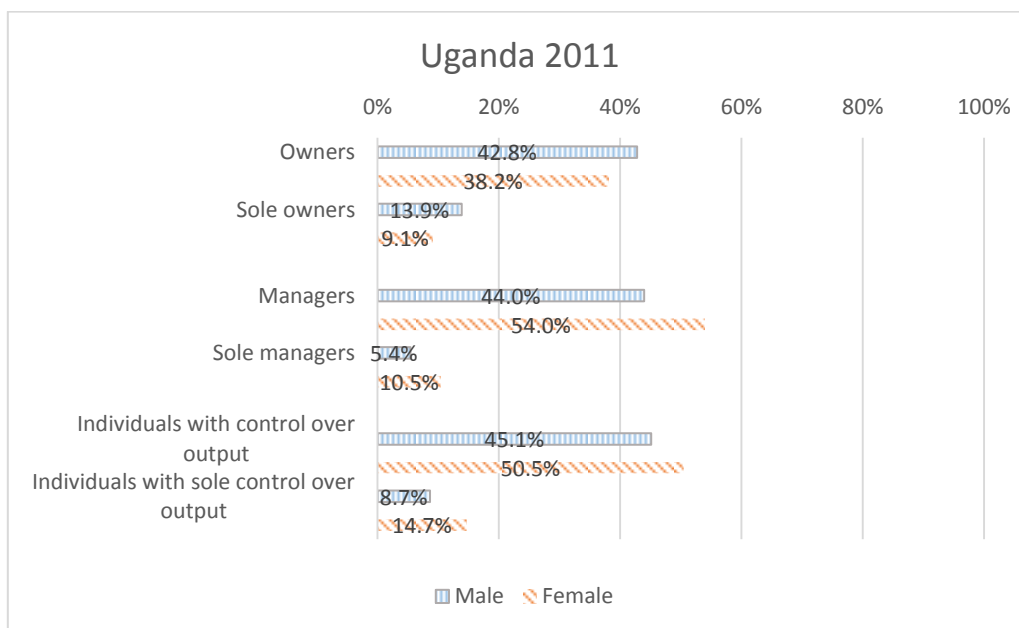 Uganda 2011
0% 20% 40% 60% 80% 100%
Owners
42.8%
38.2%
Sole owners
13.9%
9.1%
Managers
44.0%
54.0%
Sole managers
5.4%
10.5%
Individuals with control over
output
45.1%
50.5%
Individuals with sole control over
output
8.7%
14.7%
Male Female